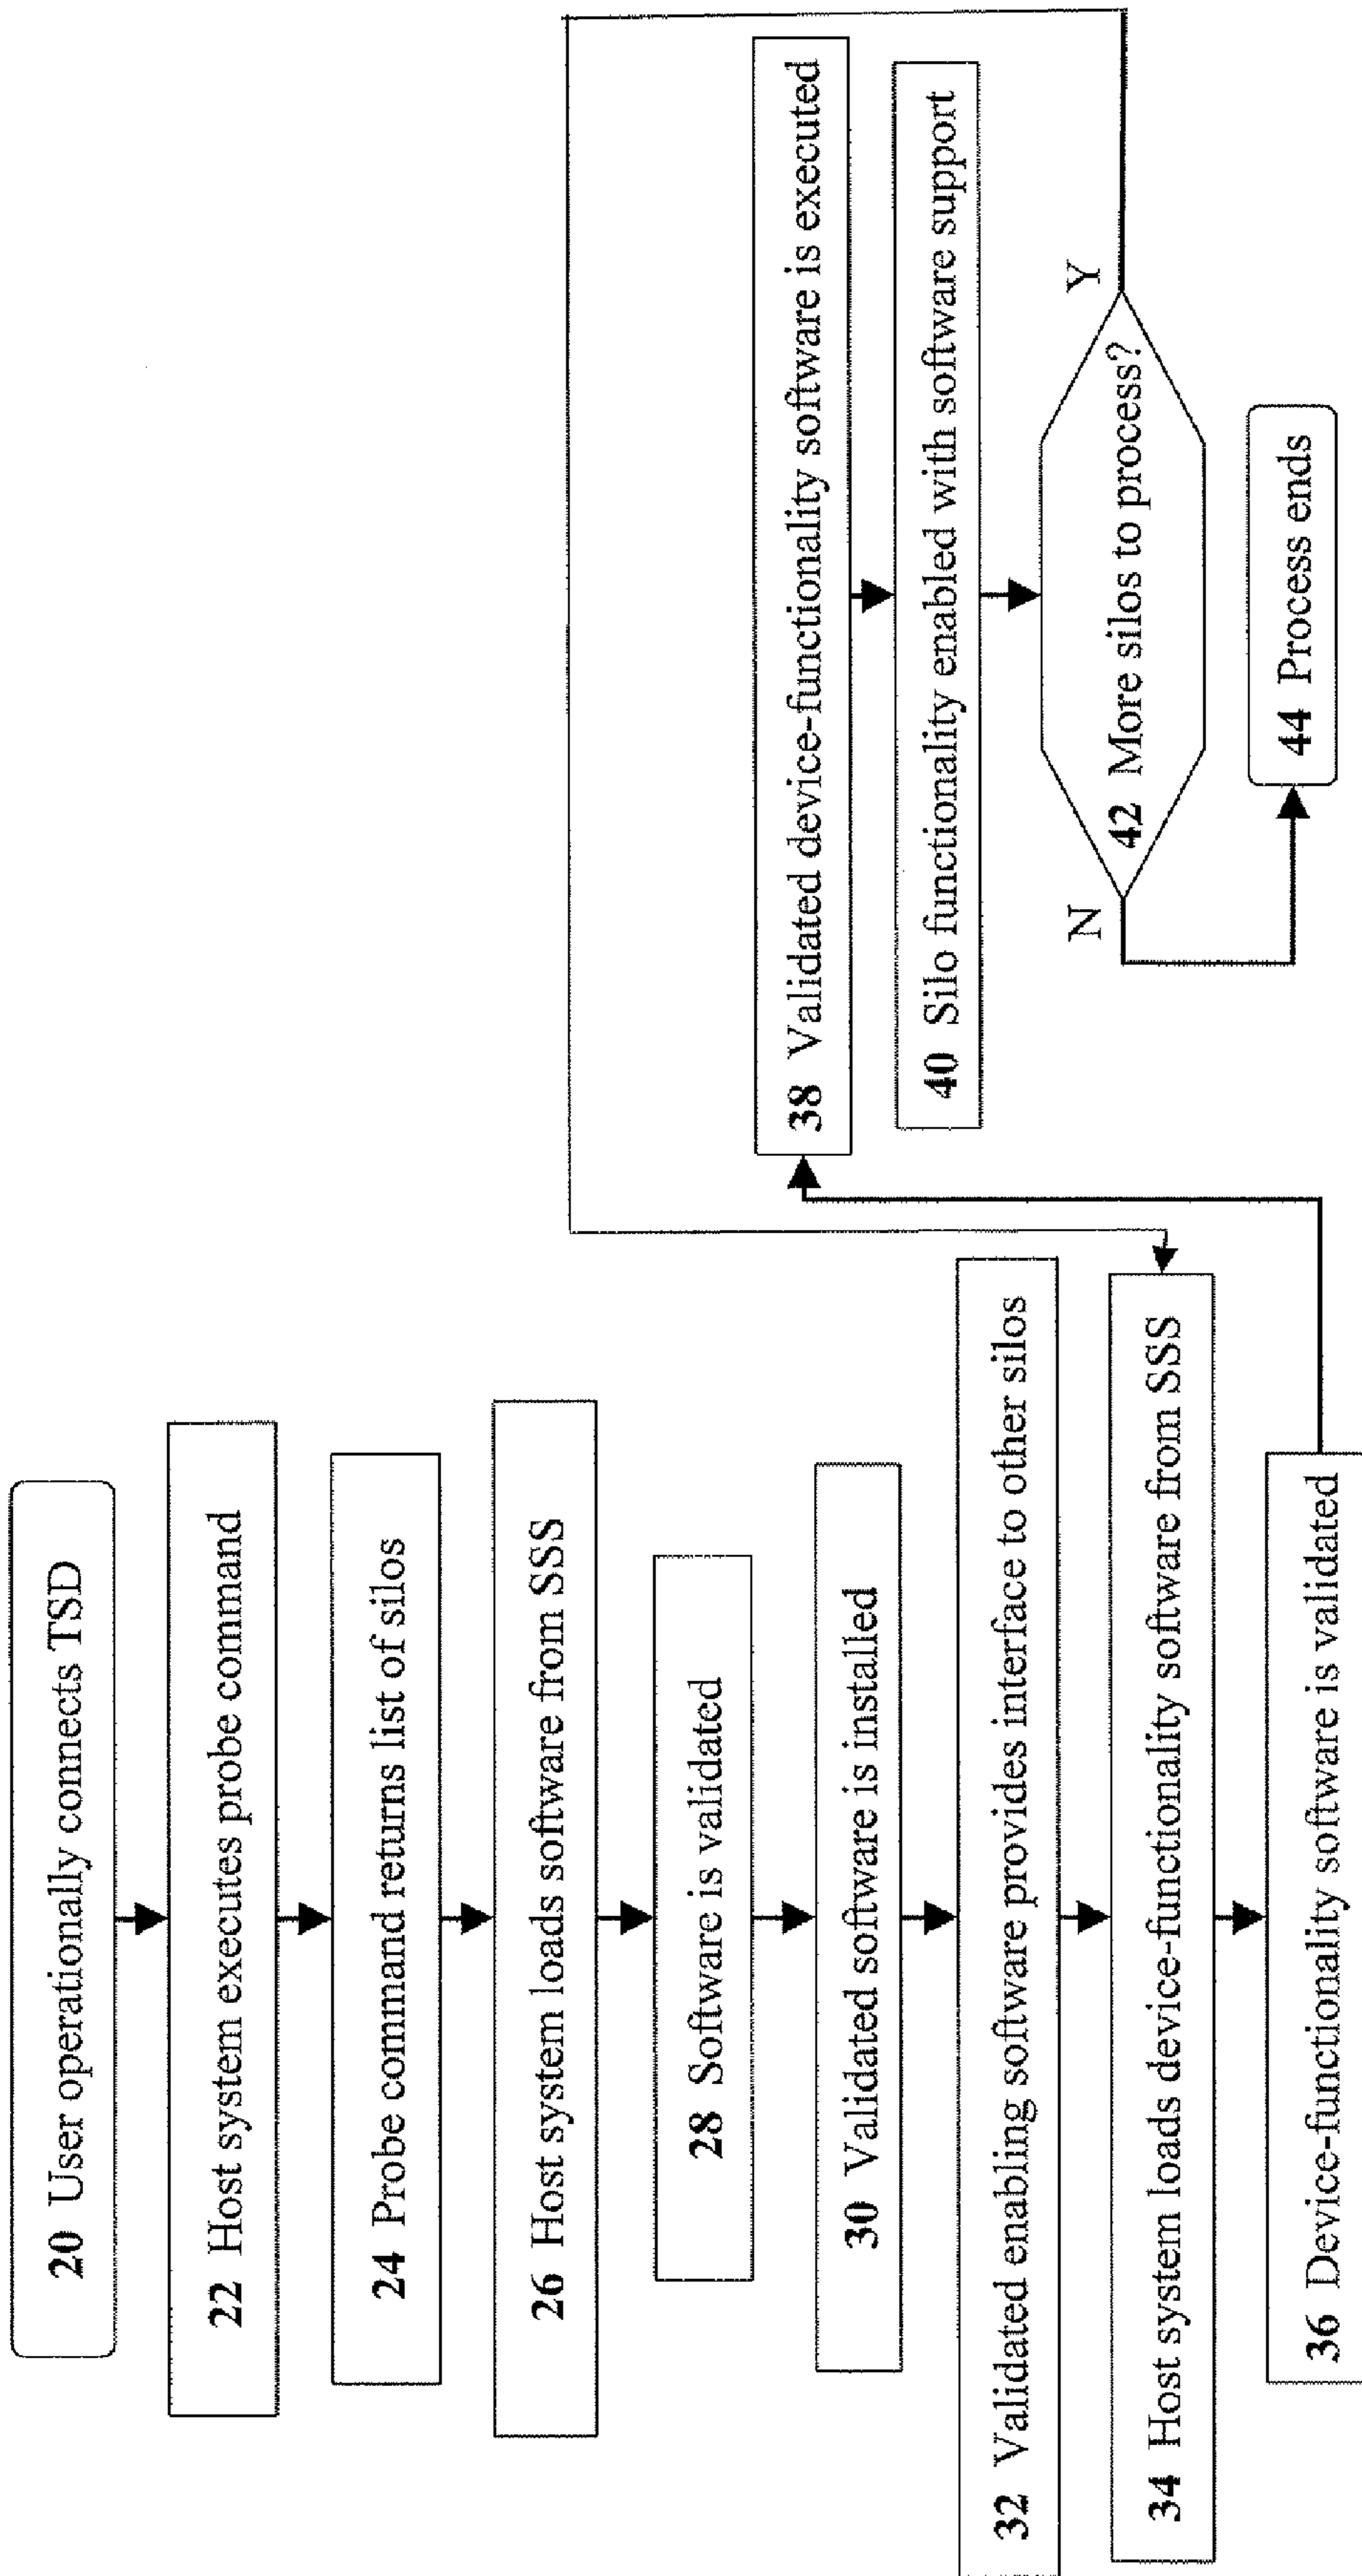 20 User operationally connects TSD
22 Host system executes probe command
24 Probe command returns list of silos
26 Host system loads software from SSS
28 Software is validated
30 Validated software is installed
32 Validated enabling software provides interface to other silos
34 Host system loads device-functionality software from SSS
36 Device-functionality software is validated
38 Validated device-functionality software is executed
40 Silo functionality enabled with software support
N
42 More silos to process?
Y
44 Process ends